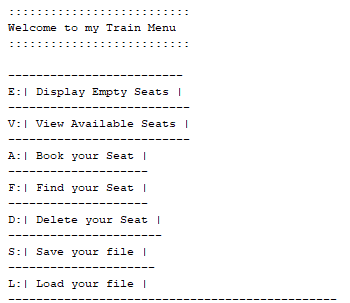 ::::::::::::::::::::::::::
Welcome to my Train Menu
::::::::::::::::::::::::::
-------------------------
E:| Display Empty Seats |
--------------------------
V:| View Available Seats |
--------------------------
A:| Book your Seat |
--------------------
F:| Find your Seat |
--------------------
D:| Delete your Seat |
----------------------
S:| Save your file |
---------------------
L:| Load your file |
-----------------------------------------------